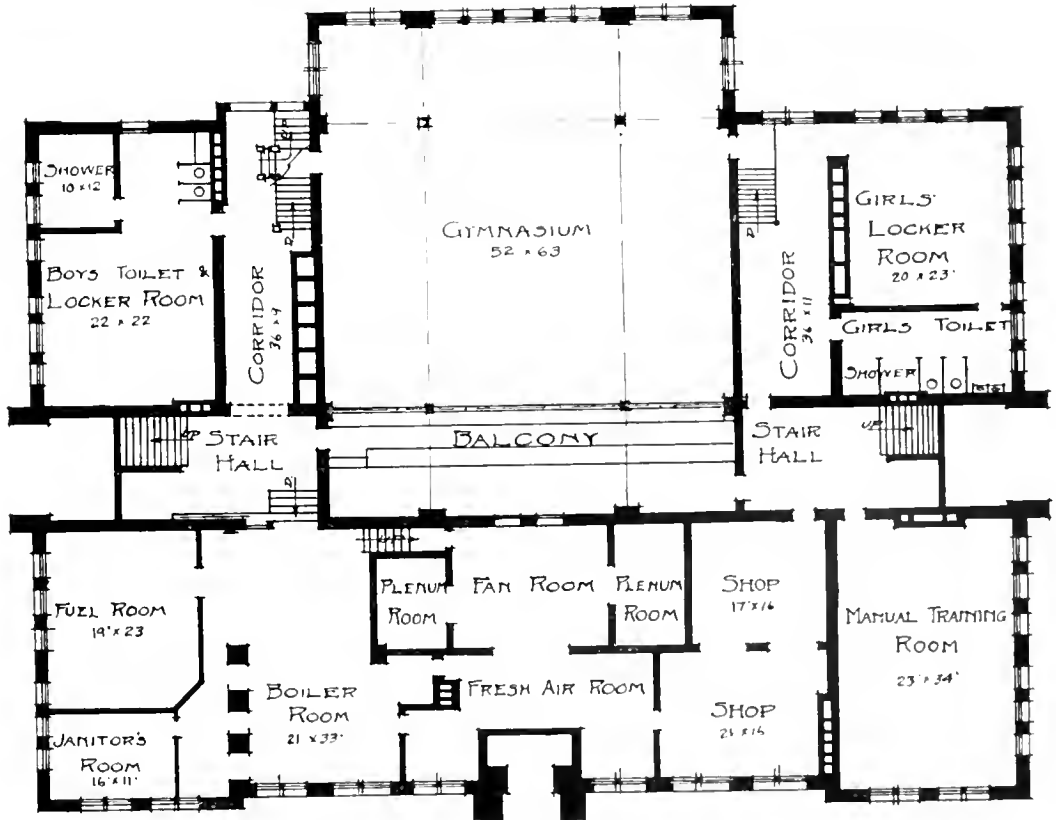 SHOWER
10 x 12
BOYS TOILET &
LOCKER ROOM
22 x 22
CORRIDOR
36 x 9
UP
D
GYMNASIUM
52 x 63
D
CORRIDOR
36 x 11
GIRLS'
LOCKER
ROOM
20 x 23'
GIRLS TOILET
SHOWER
UP
STAIR
HALL
D
BALCONY
STAIR
HALL
UP
FUEL ROOM
19' x 23
JANITOR'S
ROOM
16' x 11'
BOILER
ROOM
21 x 33'
UP
PLENUM
ROOM
FAN ROOM
PLENUM
ROOM
FRESH AIR ROOM
SHOP
17' x 16
SHOP
MANUAL TRAINING
ROOM
23' x 34'